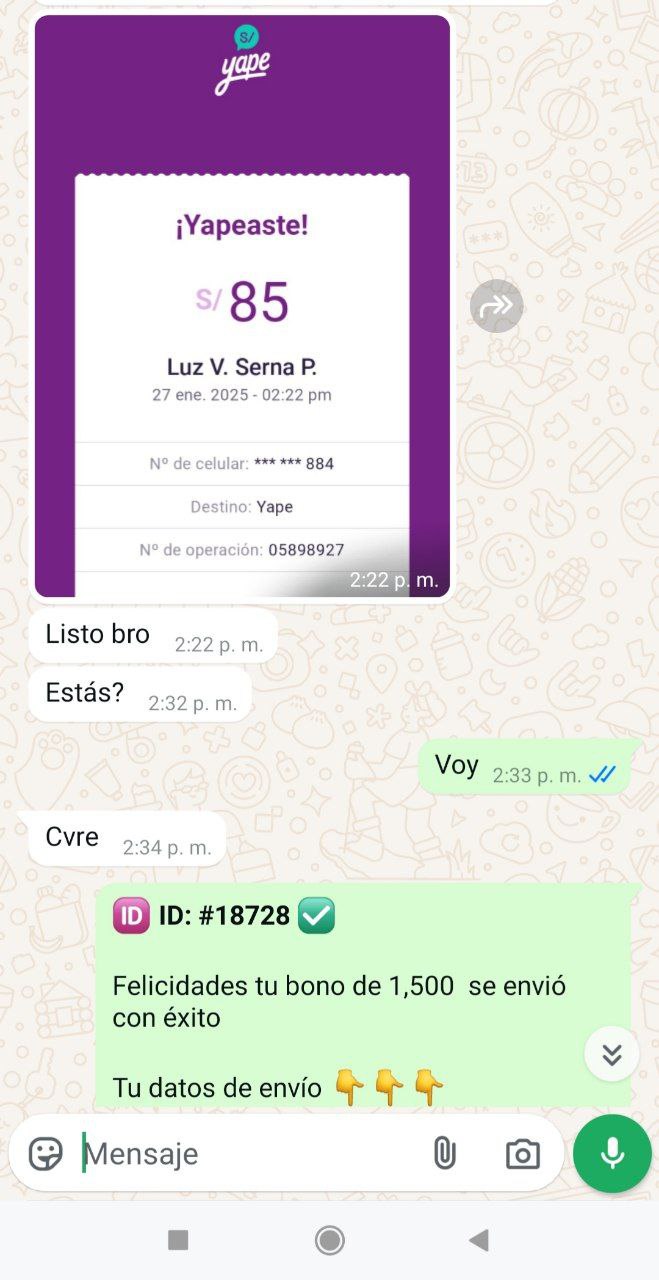 S/
yape
¡Yapeaste!
S/ 85
Luz V. Serna P.
27 ene. 2025 - 02:22 pm
Nº de celular: *** *** 884
Destino: Yape
Nº de operación: 05898927
2:22 p. m.
Listo bro 2:22 p. m.
Estás? 2:32 p. m.
Voy 2:33 p. m.
Cvre 2:34 p. m.
🆔 ID: #18728 ✅
Felicidades tu bono de 1,500 se envió
con éxito
Tu datos de envío 👇👇👇
Mensaje